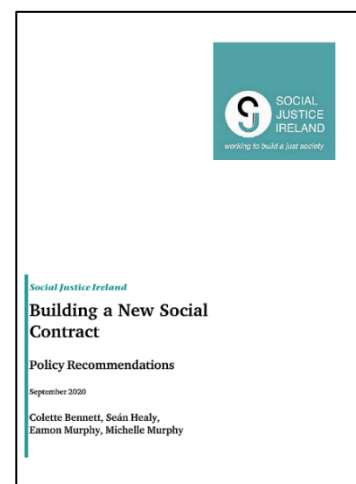 SOCIAL
JUSTICE
IRELAND
working to build a just society
Social Justice Ireland
Building a New Social
Contract
Policy Recommendations
September 2020
Colette Bennett, Seán Healy,
Eamon Murphy, Michelle Murphy